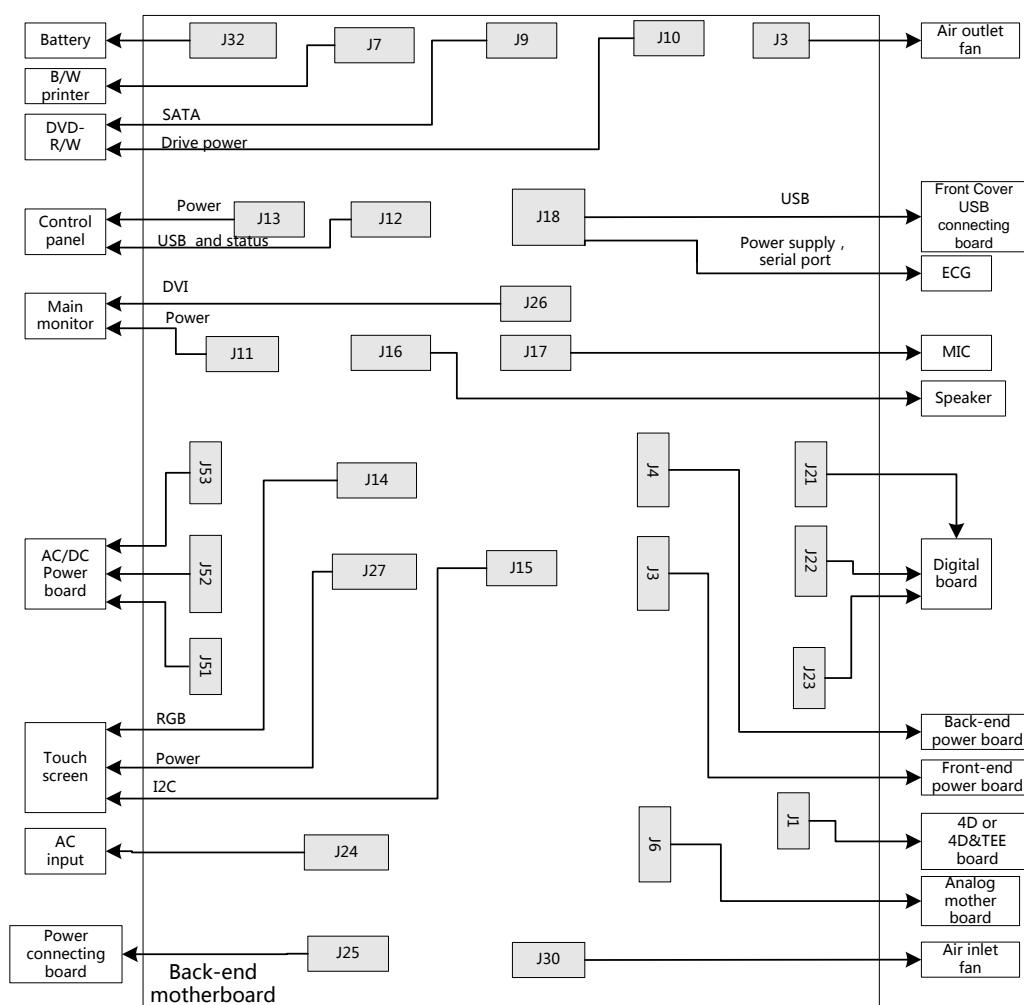 Battery
J32
J7
J9
J10
J3
Air outlet
fan
B/W
printer
SATA
DVD-
R/W
Drive power
Power
J13
J12
J18
USB
Front Cover
USB
connecting
board
Control
panel
USB and status
Power supply ,
serial port
ECG
DVI
J26
Main
monitor
Power
J11
J16
J17
MIC
Speaker
J53
J14
J4
J21
AC/DC
Power
board
J52
J27
J15
J3
J22
Digital
board
J51
J23
RGB
Touch
screen
Power
I2C
Back-end
power board
Front-end
power board
J1
4D or
4D&TEE
board
AC
input
J24
J6
Analog
mother
board
Power
connecting
board
J25
J30
Air inlet
fan
Back-end
motherboard